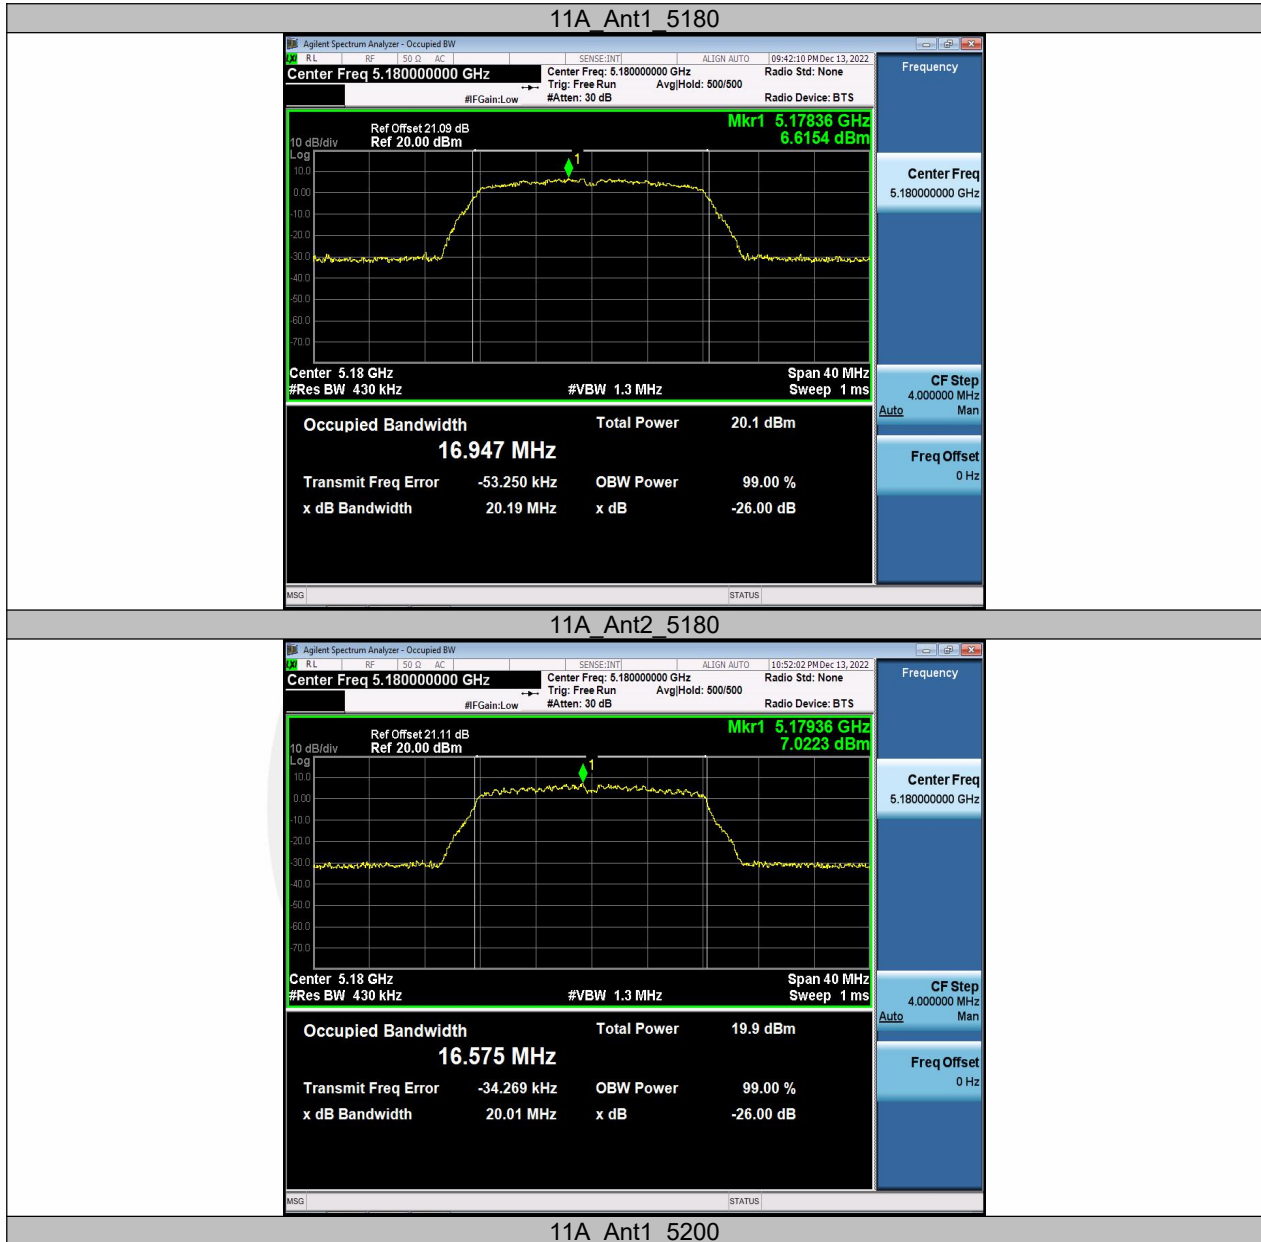 11A_Ant1_5180
Agilent Spectrum Analyzer - Occupied BW
RL RF 50 Ω AC SENSE:INT ALIGN AUTO 09:42:10 PM Dec 13, 2022
Center Freq 5.180000000 GHz
Center Freq: 5.180000000 GHz Radio Std: None
Trig: Free Run Avg|Hold: 500/500
#IFGain:Low #Atten: 30 dB Radio Device: BTS
Frequency
Mkr1 5.17836 GHz
6.6154 dBm
Ref Offset 21.09 dB
10 dB/div Ref 20.00 dBm
Log
1
10.0
0.00
-10.0
-20.0
-30.0
-40.0
-50.0
-60.0
-70.0
Center 5.18 GHz Span 40 MHz
#Res BW 430 kHz #VBW 1.3 MHz Sweep 1 ms
Center Freq
5.180000000 GHz
CF Step
4.000000 MHz
Auto Man
Freq Offset
0 Hz
Occupied Bandwidth Total Power 20.1 dBm
16.947 MHz
Transmit Freq Error -53.250 kHz OBW Power 99.00 %
x dB Bandwidth 20.19 MHz x dB -26.00 dB
MSG STATUS
11A_Ant2_5180
Agilent Spectrum Analyzer - Occupied BW
RL RF 50 Ω AC SENSE:INT ALIGN AUTO 10:52:02 PM Dec 13, 2022
Center Freq 5.180000000 GHz
Center Freq: 5.180000000 GHz Radio Std: None
Trig: Free Run Avg|Hold: 500/500
#IFGain:Low #Atten: 30 dB Radio Device: BTS
Frequency
Mkr1 5.17936 GHz
7.0223 dBm
Ref Offset 21.11 dB
10 dB/div Ref 20.00 dBm
Log
1
10.0
0.00
-10.0
-20.0
-30.0
-40.0
-50.0
-60.0
-70.0
Center 5.18 GHz Span 40 MHz
#Res BW 430 kHz #VBW 1.3 MHz Sweep 1 ms
Center Freq
5.180000000 GHz
CF Step
4.000000 MHz
Auto Man
Freq Offset
0 Hz
Occupied Bandwidth Total Power 19.9 dBm
16.575 MHz
Transmit Freq Error -34.269 kHz OBW Power 99.00 %
x dB Bandwidth 20.01 MHz x dB -26.00 dB
MSG STATUS
11A_Ant1_5200